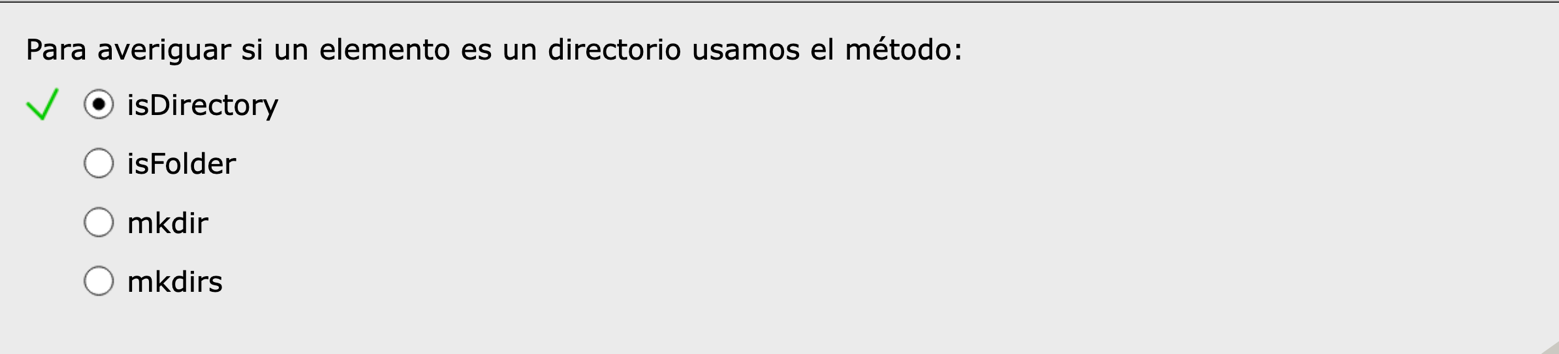 Para averiguar si un elemento es un directorio usamos el método:
isDirectory
isFolder
mkdir
mkdirs